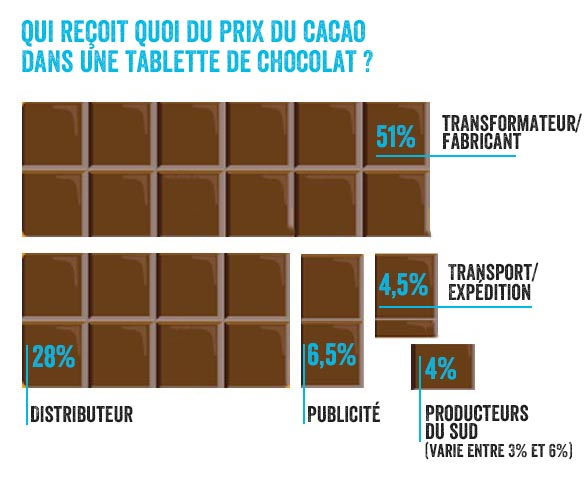 QUI REÇOIT QUOI DU PRIX DU CACAO
DANS UNE TABLETTE DE CHOCOLAT ?
51%
TRANSFORMATEUR/
FABRICANT
28%
DISTRIBUTEUR
6,5%
PUBLICITÉ
4,5%
TRANSPORT/
EXPÉDITION
4%
PRODUCTEURS
DU SUD
(VARIE ENTRE 3% ET 6%)